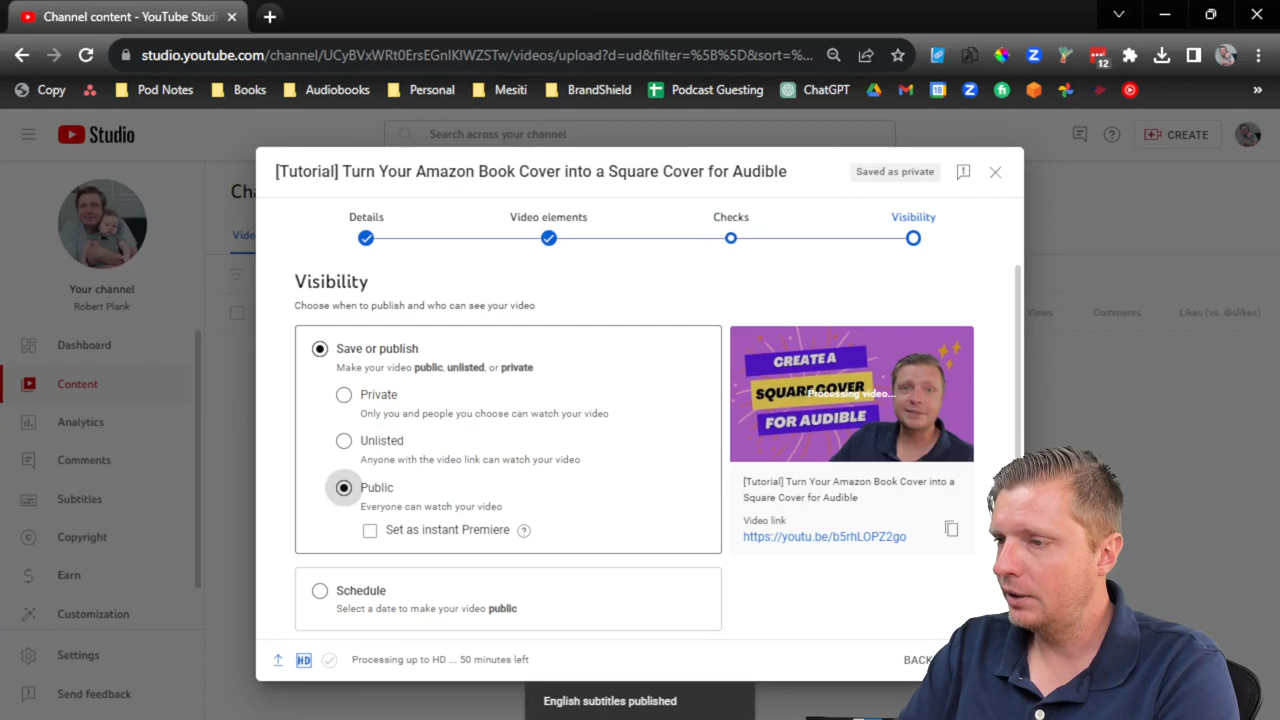 Channel content - YouTube Studi
studio.youtube.com/channel/UCyBVxWRt0ErsEGnlKlWZSTw/videos/upload?d=ud&filter=%5B%5D&sort=%...
12
Copy
Pod Notes
Books
Audiobooks
Personal
Mesiti
BrandShield
Podcast Guesting
ChatGPT
18
»
Studio
Search across your channel
CREATE
Your channel
Robert Plank
Dashboard
Content
Analytics
Comments
Subtitles
Copyright
Earn
Customization
Settings
Send feedback
Views
Comments
Likes (vs. dislikes)
[Tutorial] Turn Your Amazon Book Cover into a Square Cover for Audible
Saved as private
Details
Video elements
Checks
Visibility
Visibility
Choose when to publish and who can see your video
Save or publish
Make your video public, unlisted, or private
Private
Only you and people you choose can watch your video
Unlisted
Anyone with the video link can watch your video
Public
Everyone can watch your video
Set as instant Premiere
Schedule
Select a date to make your video public
CREATE A
SQUARE COVER
FOR AUDIBLE
Processing video...
[Tutorial] Turn Your Amazon Book Cover into a
Square Cover for Audible
Video link
https://youtu.be/b5rhLOPZ2go
HD
Processing up to HD ... 50 minutes left
BACK
English subtitles published